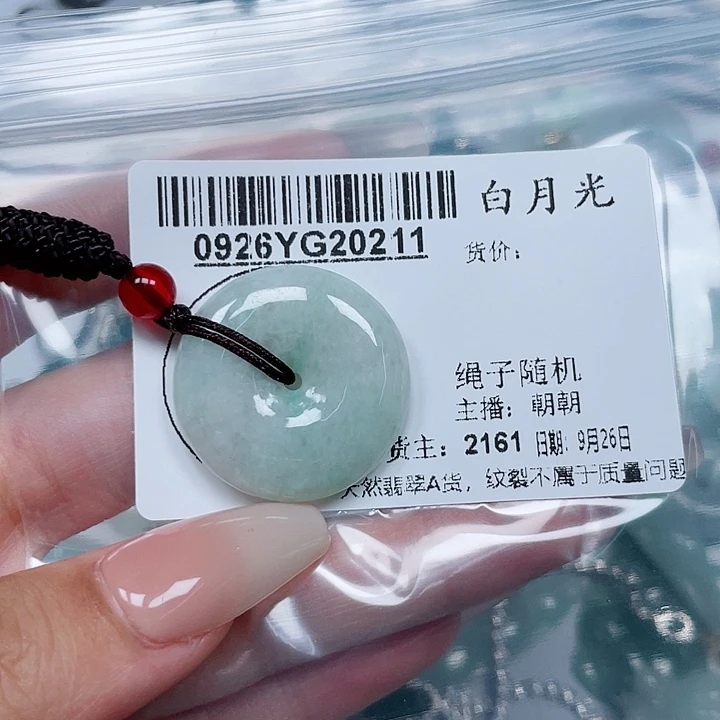 白月光
0926YG20211
货价：
绳子随机
主播：朝朝
货主：2161 日期：9月26日
天然翡翠A货，纹裂不属于质量问题